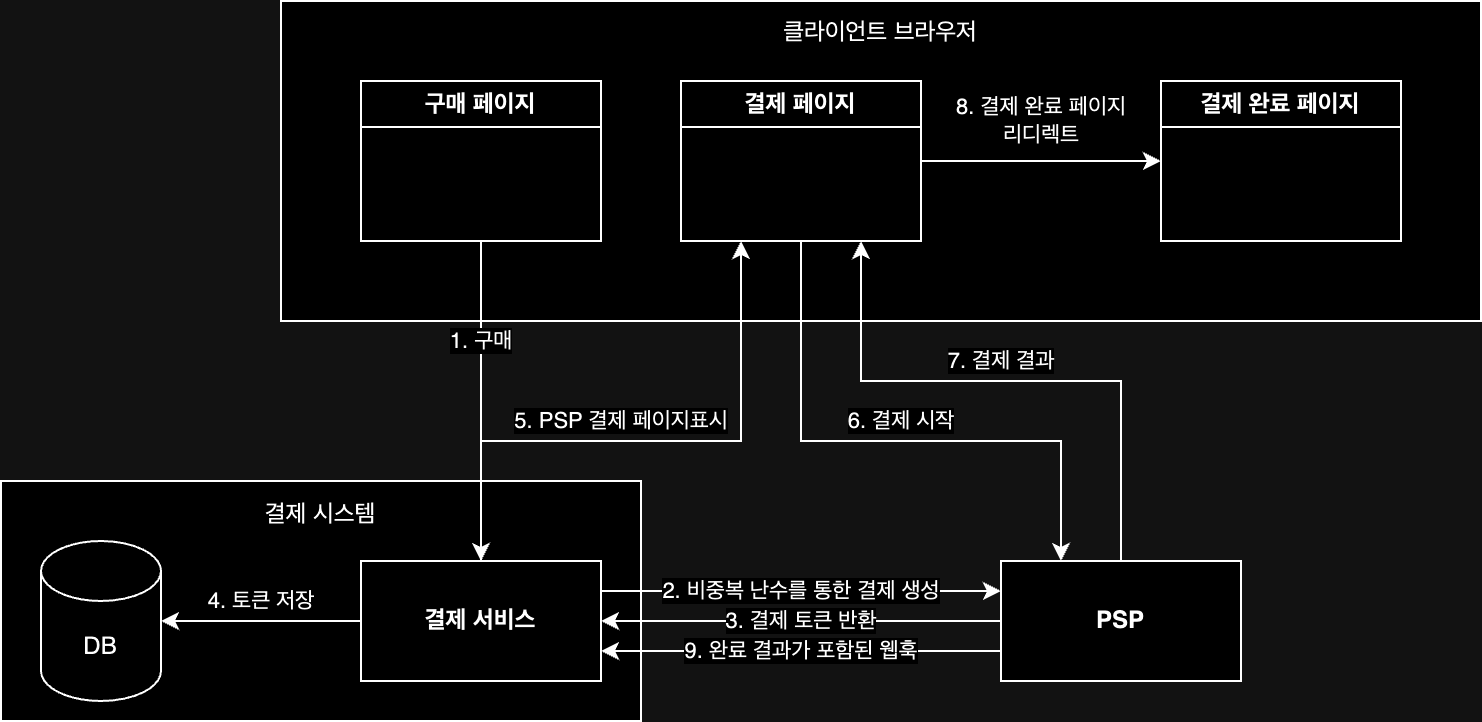 클라이언트 브라우저
구매 페이지
결제 페이지
8. 결제 완료 페이지
리디렉트
결제 완료 페이지
1. 구매
7. 결제 결과
5. PSP 결제 페이지표시
6. 결제 시작
결제 시스템
4. 토큰 저장
DB
결제 서비스
2. 비중복 난수를 통한 결제 생성
3. 결제 토큰 반환
9. 완료 결과가 포함된 웹훅
PSP